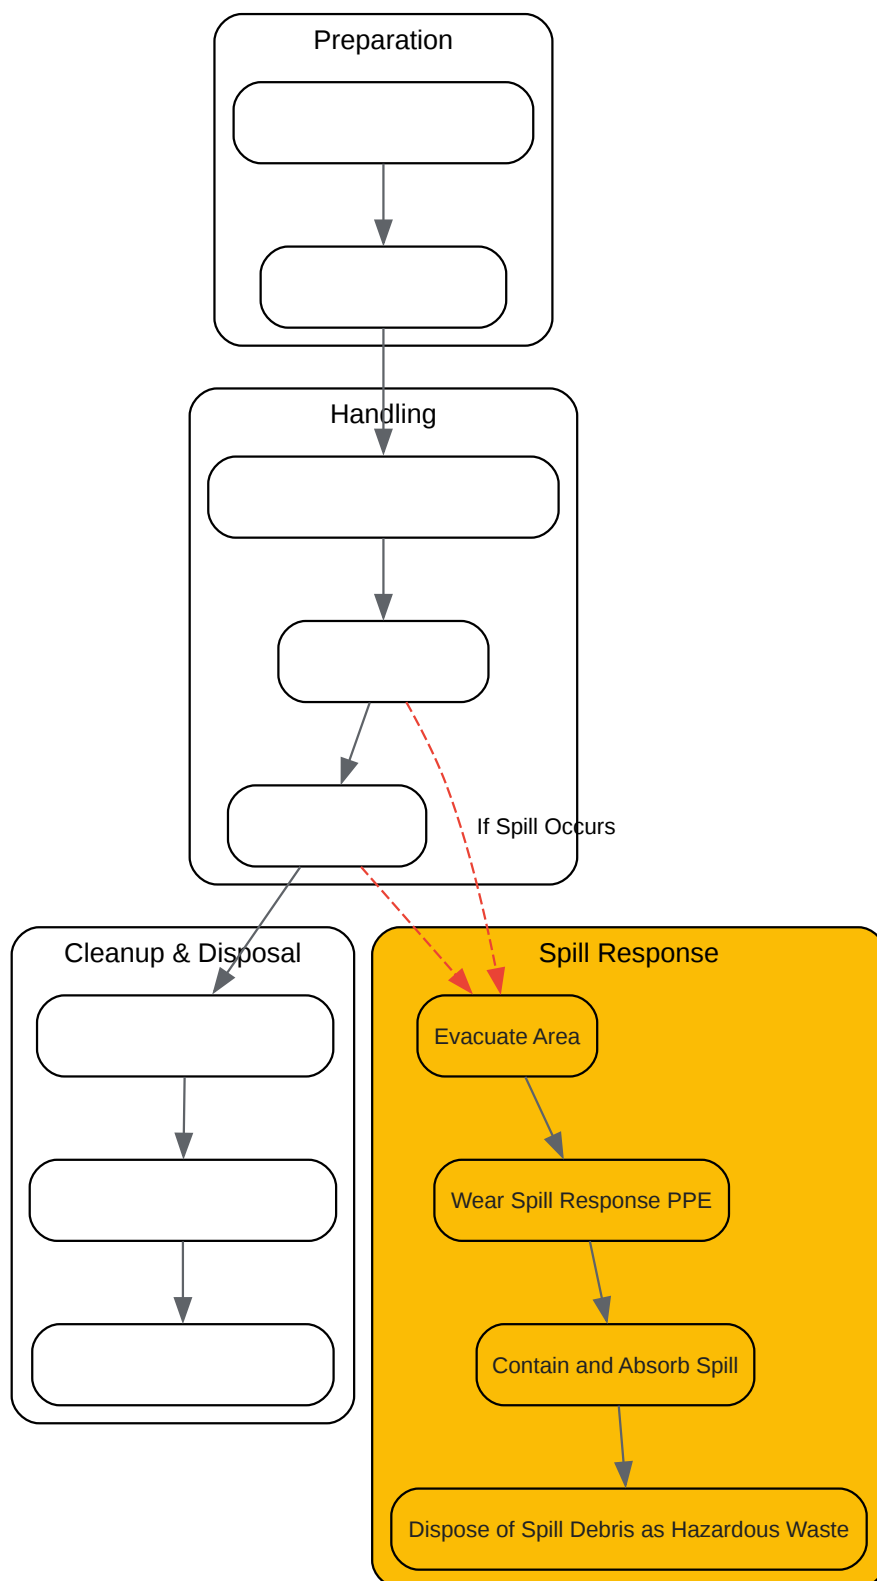 Preparation
Handling
If Spill Occurs
Cleanup & Disposal
Spill Response
Evacuate Area
Wear Spill Response PPE
Contain and Absorb Spill
Dispose of Spill Debris as Hazardous Waste